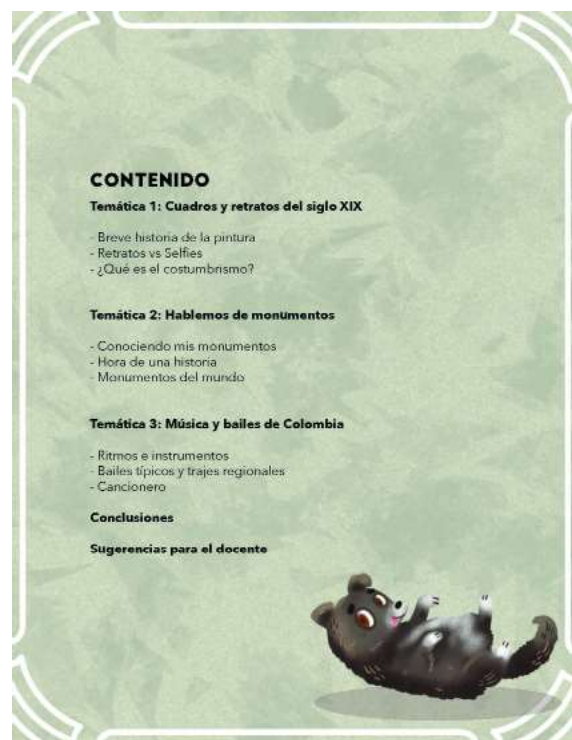 CONTENIDO
Temática 1: Cuadros y retratos del siglo XIX
- Breve historia de la pintura
- Retratos vs Selfies
- ¿Qué es el costumbrismo?
Temática 2: Hablemos de monumentos
- Conociendo mis monumentos
- Hora de una historia
- Monumentos del mundo
Temática 3: Música y bailes de Colombia
- Ritmos e instrumentos
- Bailes típicos y trajes regionales
- Cancionero
Conclusiones
Sugerencias para el docente